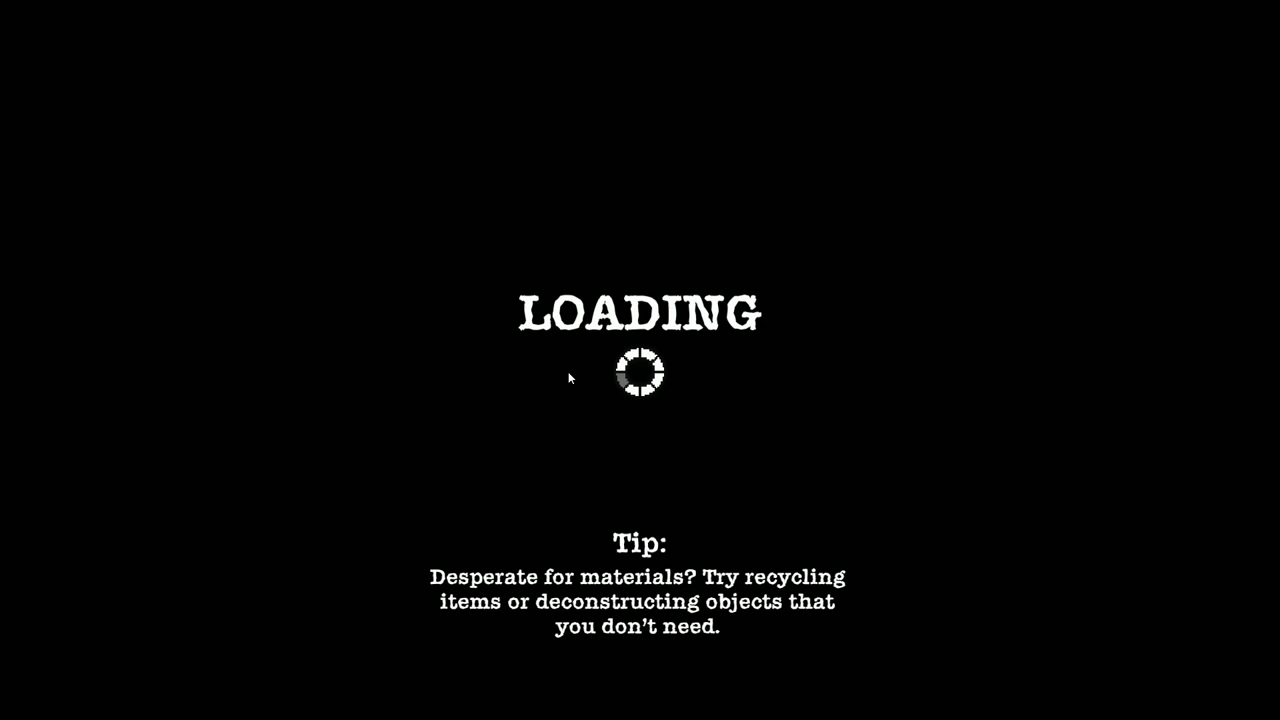 LOADING
Tip:
Desperate for materials? Try recycling
items or deconstructing objects that
you don't need.